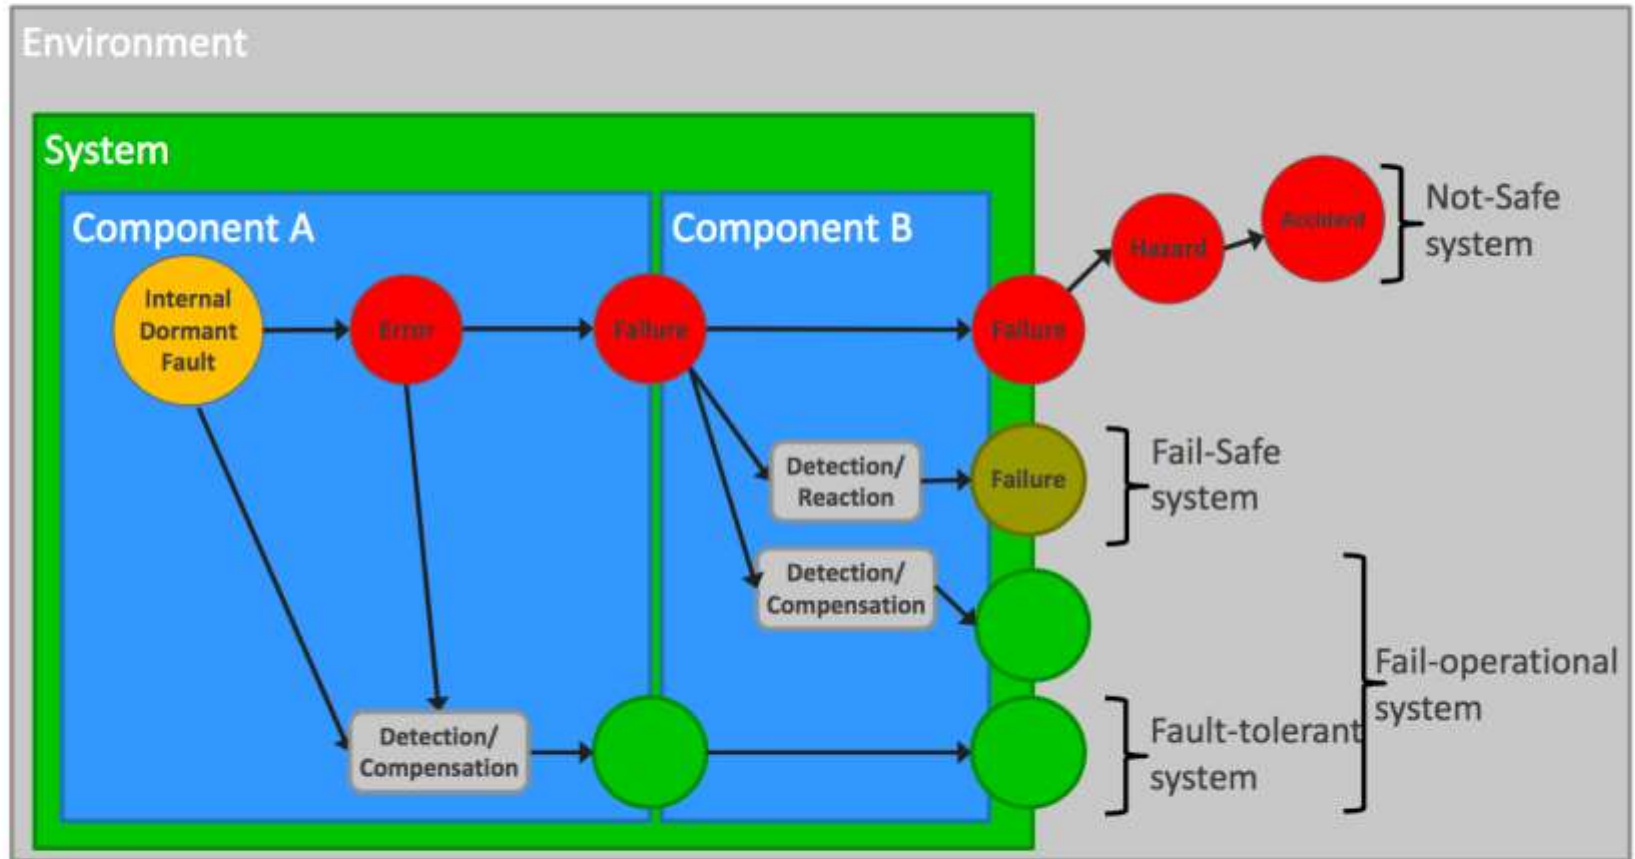 Environment
System
Component A
Component B
Internal
Dormant
Fault
Error
Failure
Failure
Hazard
Accident
Not-Safe
system
Detection/
Reaction
Failure
Fail-Safe
system
Detection/
Compensation
Fail-operational
system
Detection/
Compensation
Fault-tolerant
system